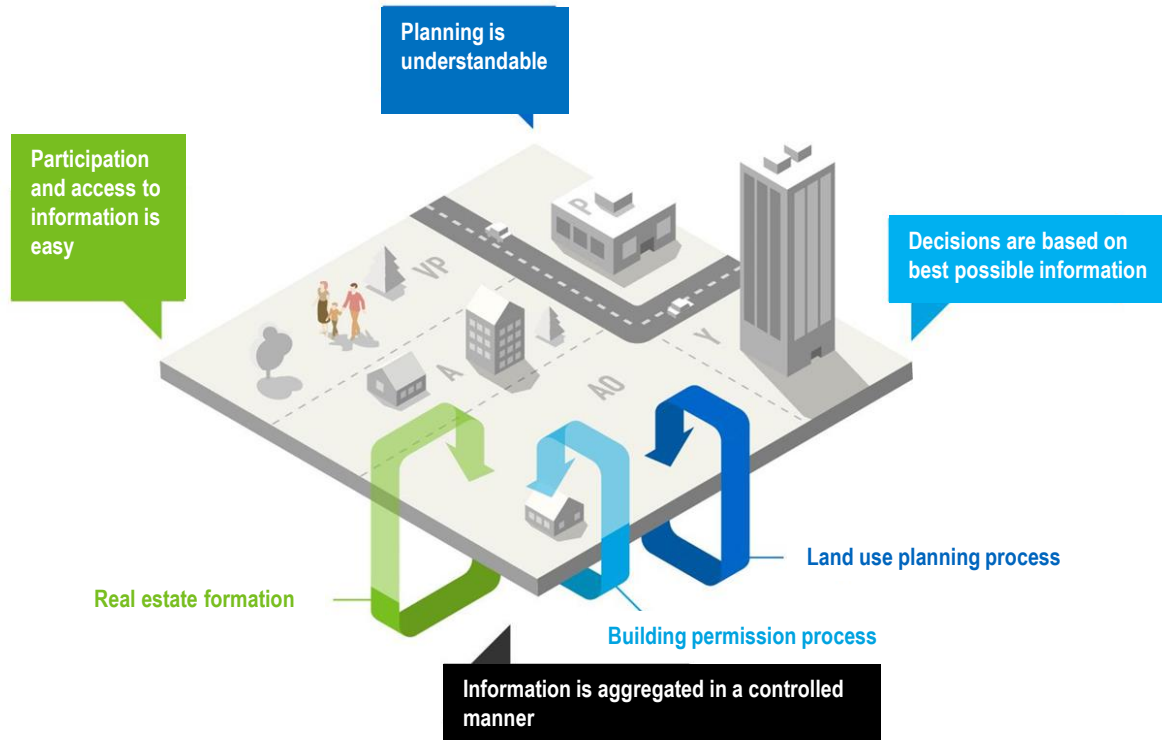 Planning is
understandable
Participation
and access to
information is
easy
Decisions are based on
best possible information
P
VP
Y
A
AO
Land use planning process
Real estate formation
Building permission process
Information is aggregated in a controlled
manner